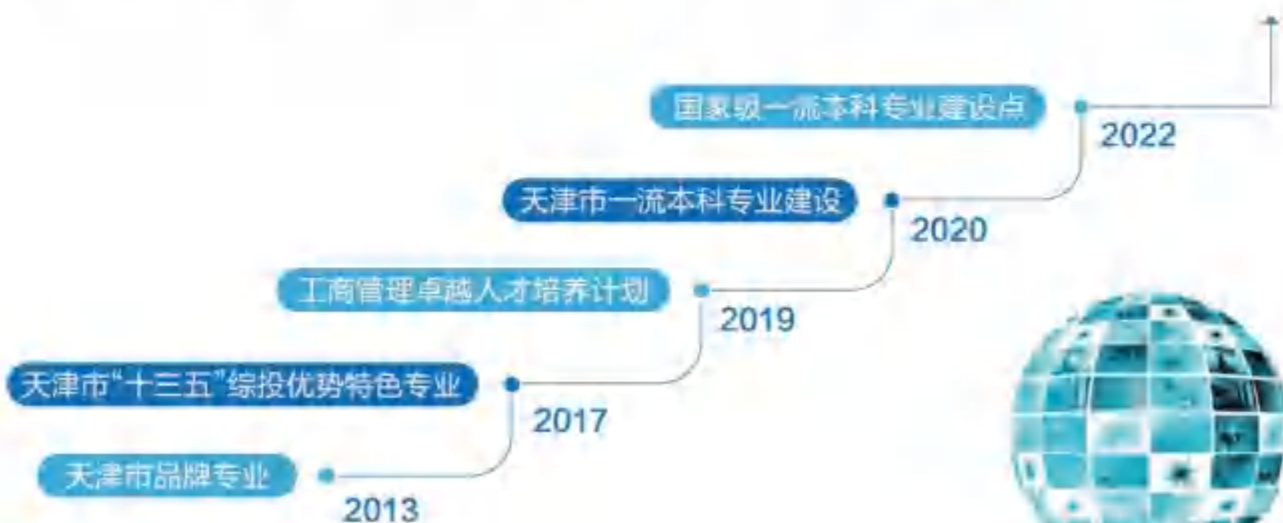 国家级一流本科专业建设点
2022
天津市一流本科专业建设
2020
工商管理卓越人才培养计划
2019
天津市“十三五”综投优势特色专业
2017
天津市品牌专业
2013